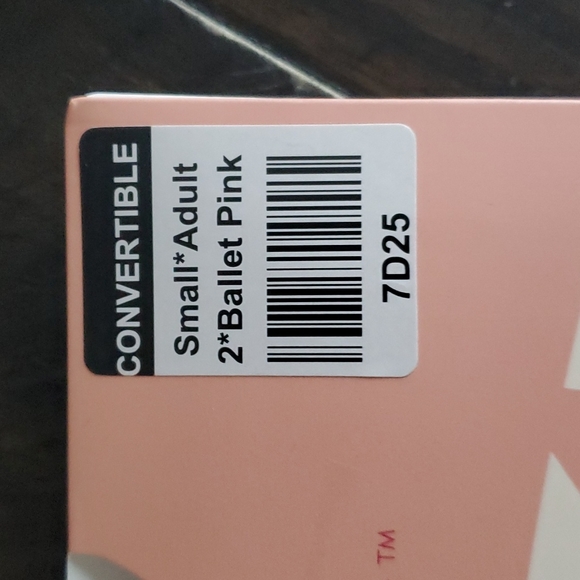 CONVERTIBLE
Small*Adult
2*Ballet Pink
7D25
TM